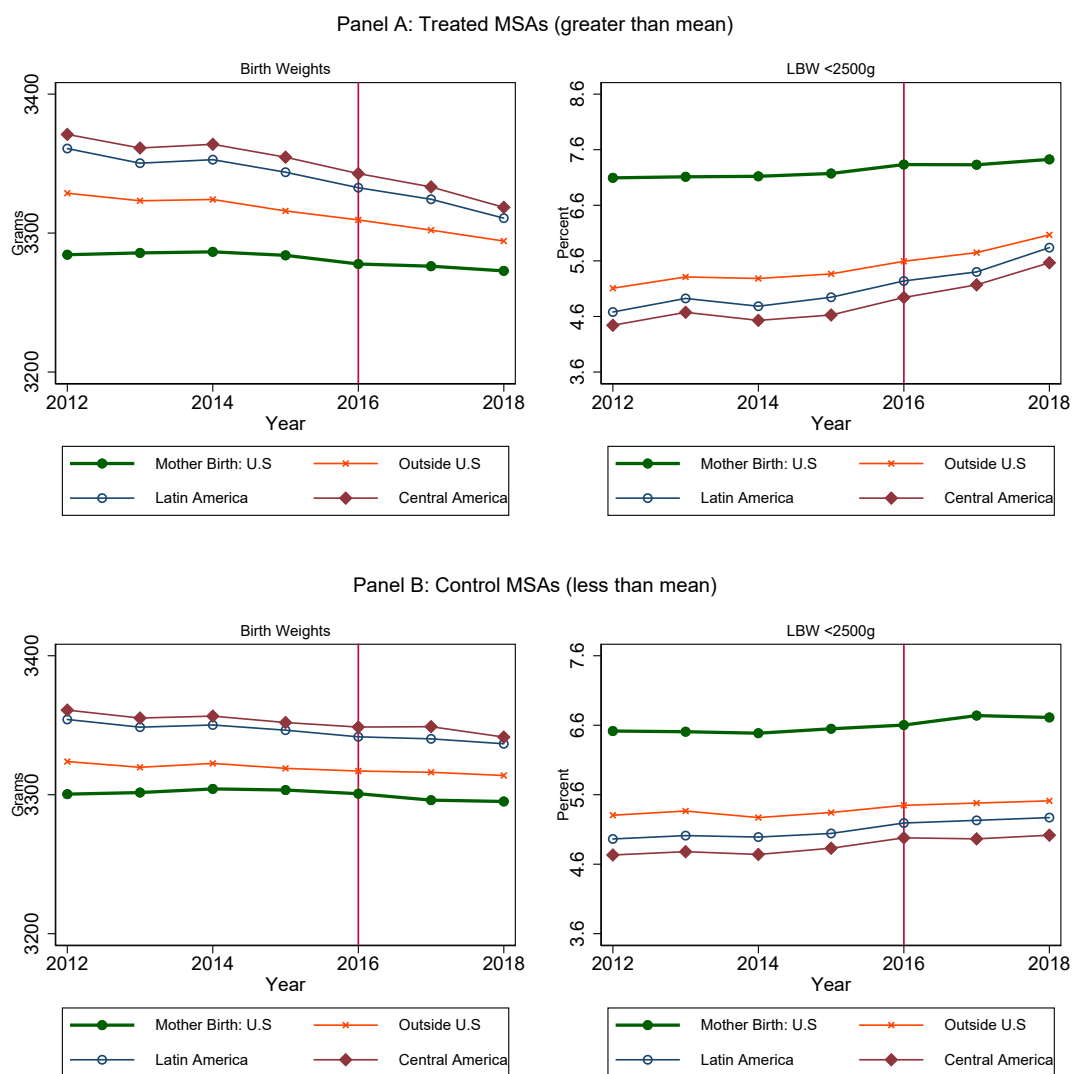 Panel A: Treated MSAs (greater than mean)
Birth Weights
3400
3300
3200
Grams
2012 2014 2016 2018
Year
Mother Birth: U.S Outside U.S
Latin America Central America
LBW <2500g
8.6
7.6
6.6
5.6
4.6
3.6
Percent
2012 2014 2016 2018
Year
Mother Birth: U.S Outside U.S
Latin America Central America
Panel B: Control MSAs (less than mean)
Birth Weights
3400
3300
3200
Grams
2012 2014 2016 2018
Year
Mother Birth: U.S Outside U.S
Latin America Central America
LBW <2500g
7.6
6.6
5.6
4.6
3.6
Percent
2012 2014 2016 2018
Year
Mother Birth: U.S Outside U.S
Latin America Central America